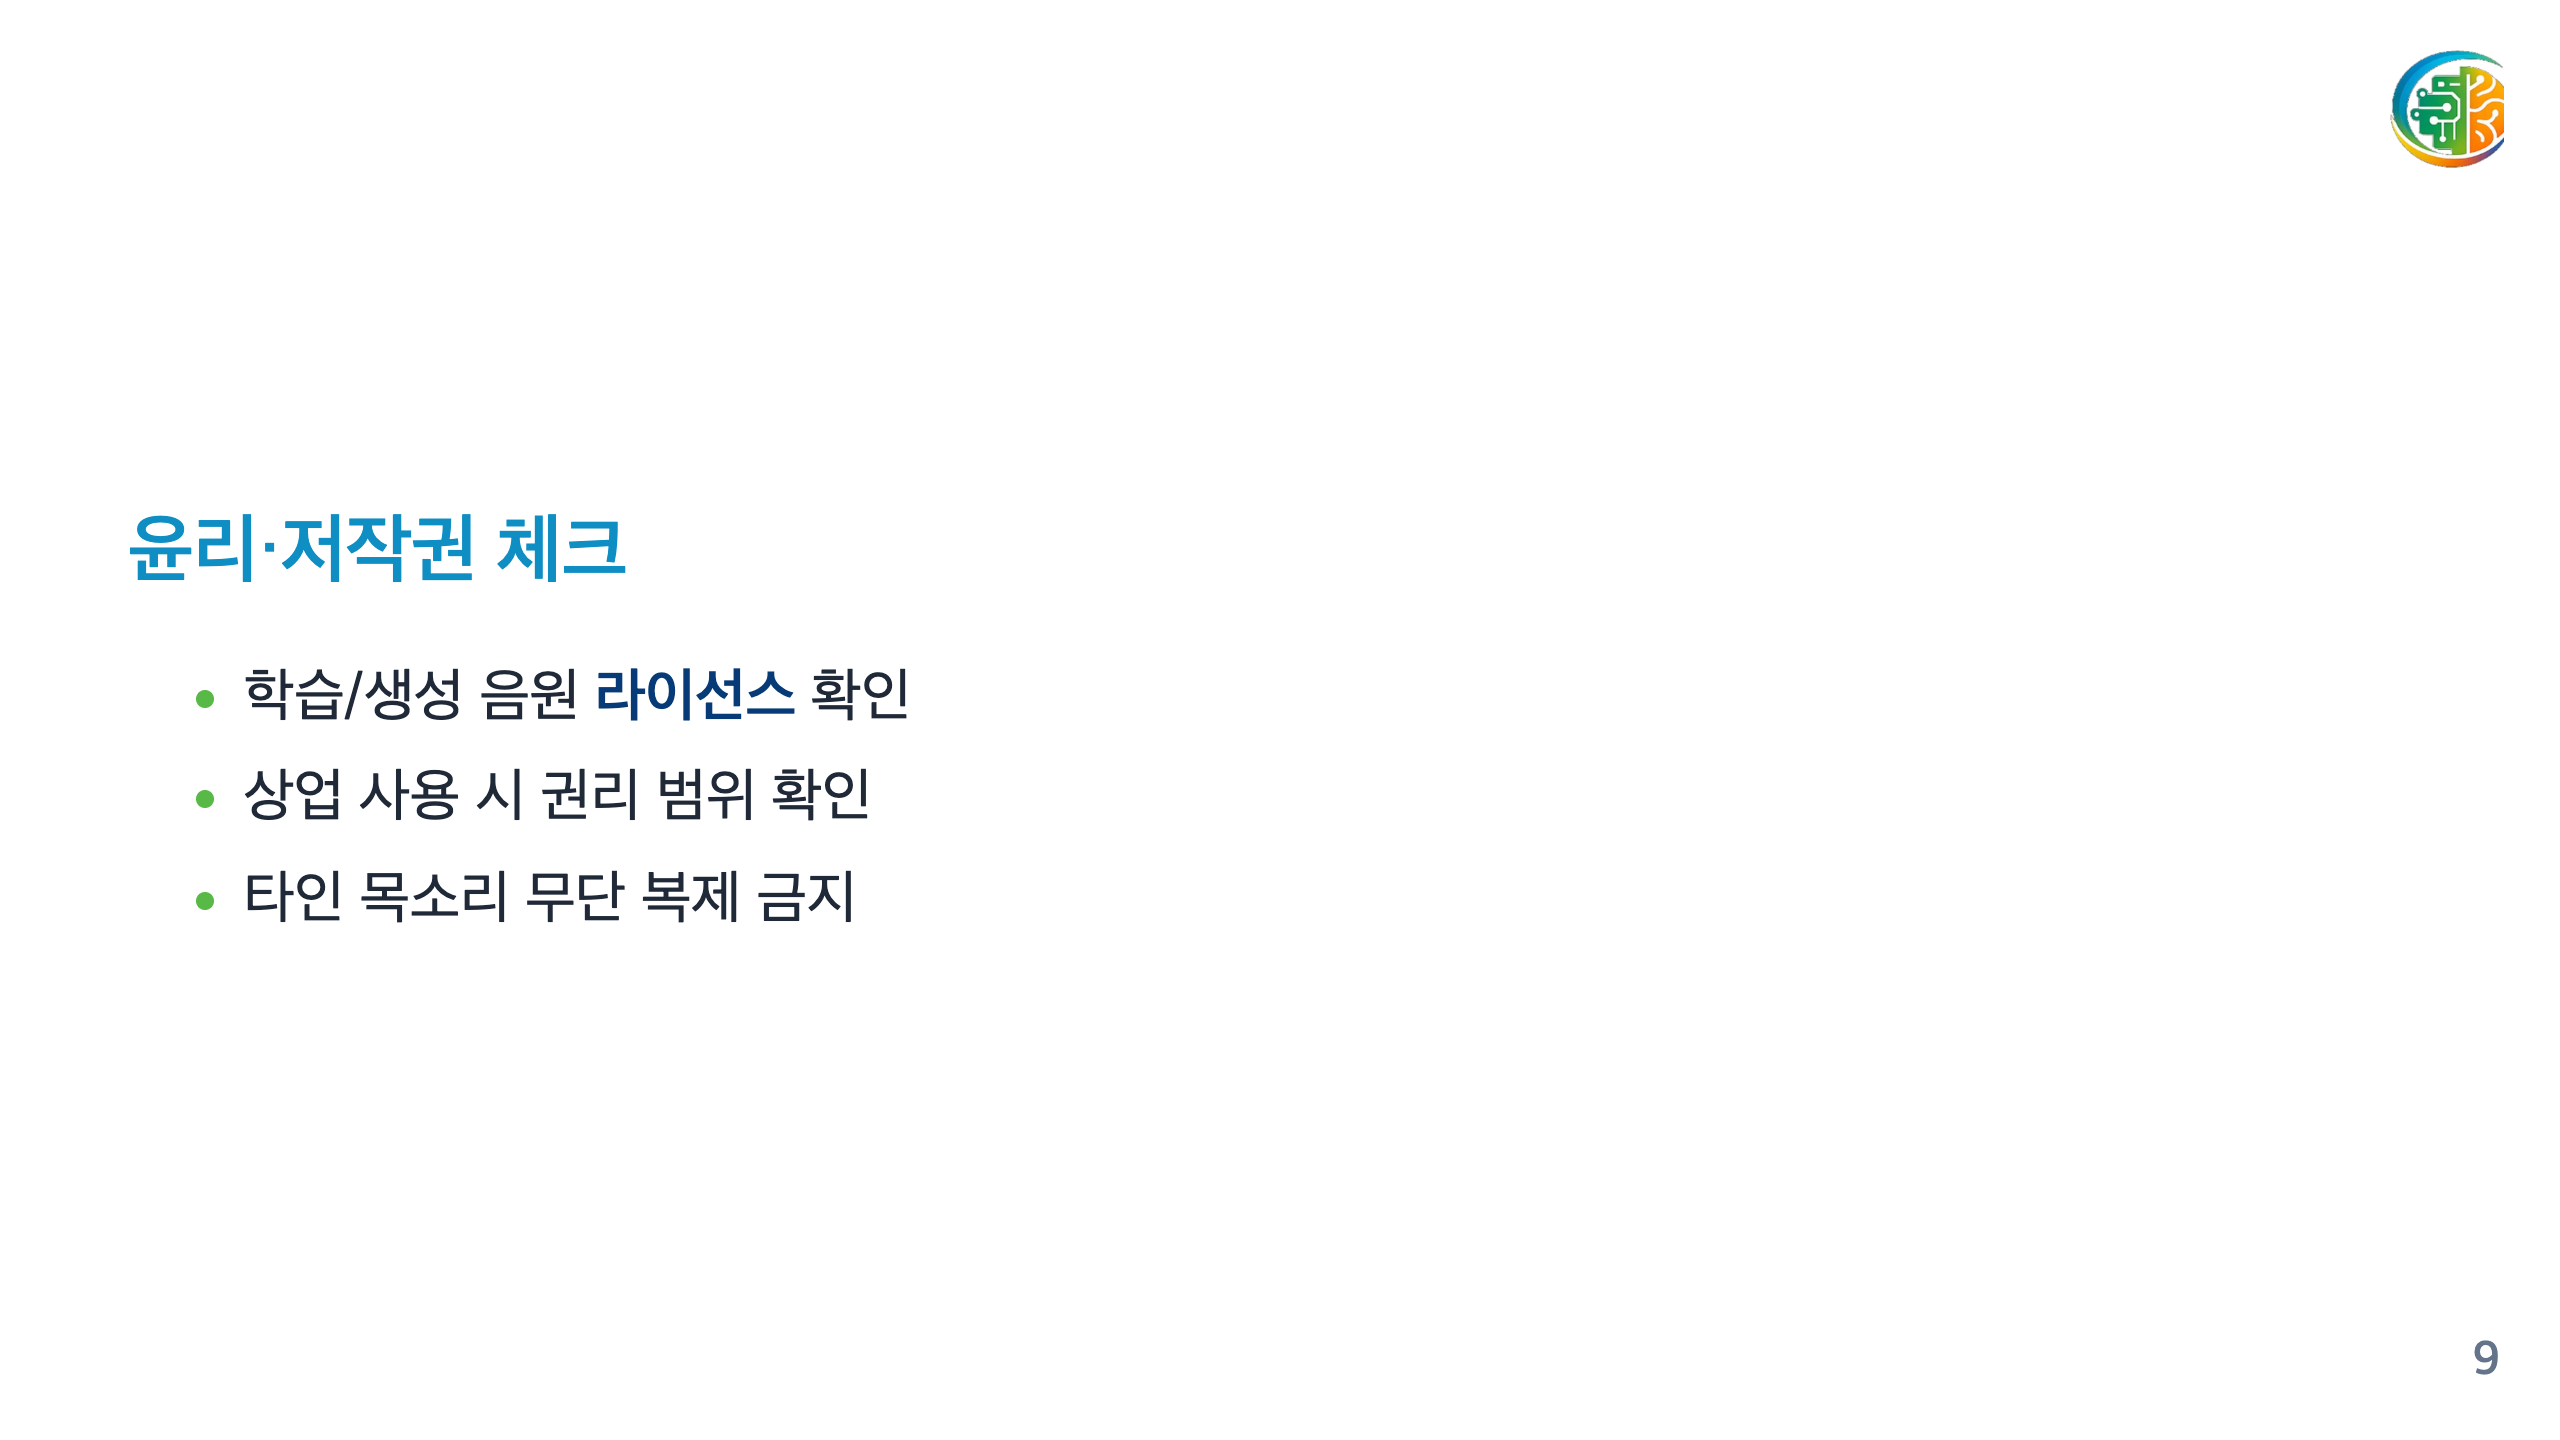 윤리·저작권 체크
• 학습/생성 음원 라이선스 확인
• 상업 사용 시 권리 범위 확인
• 타인 목소리 무단 복제 금지
9